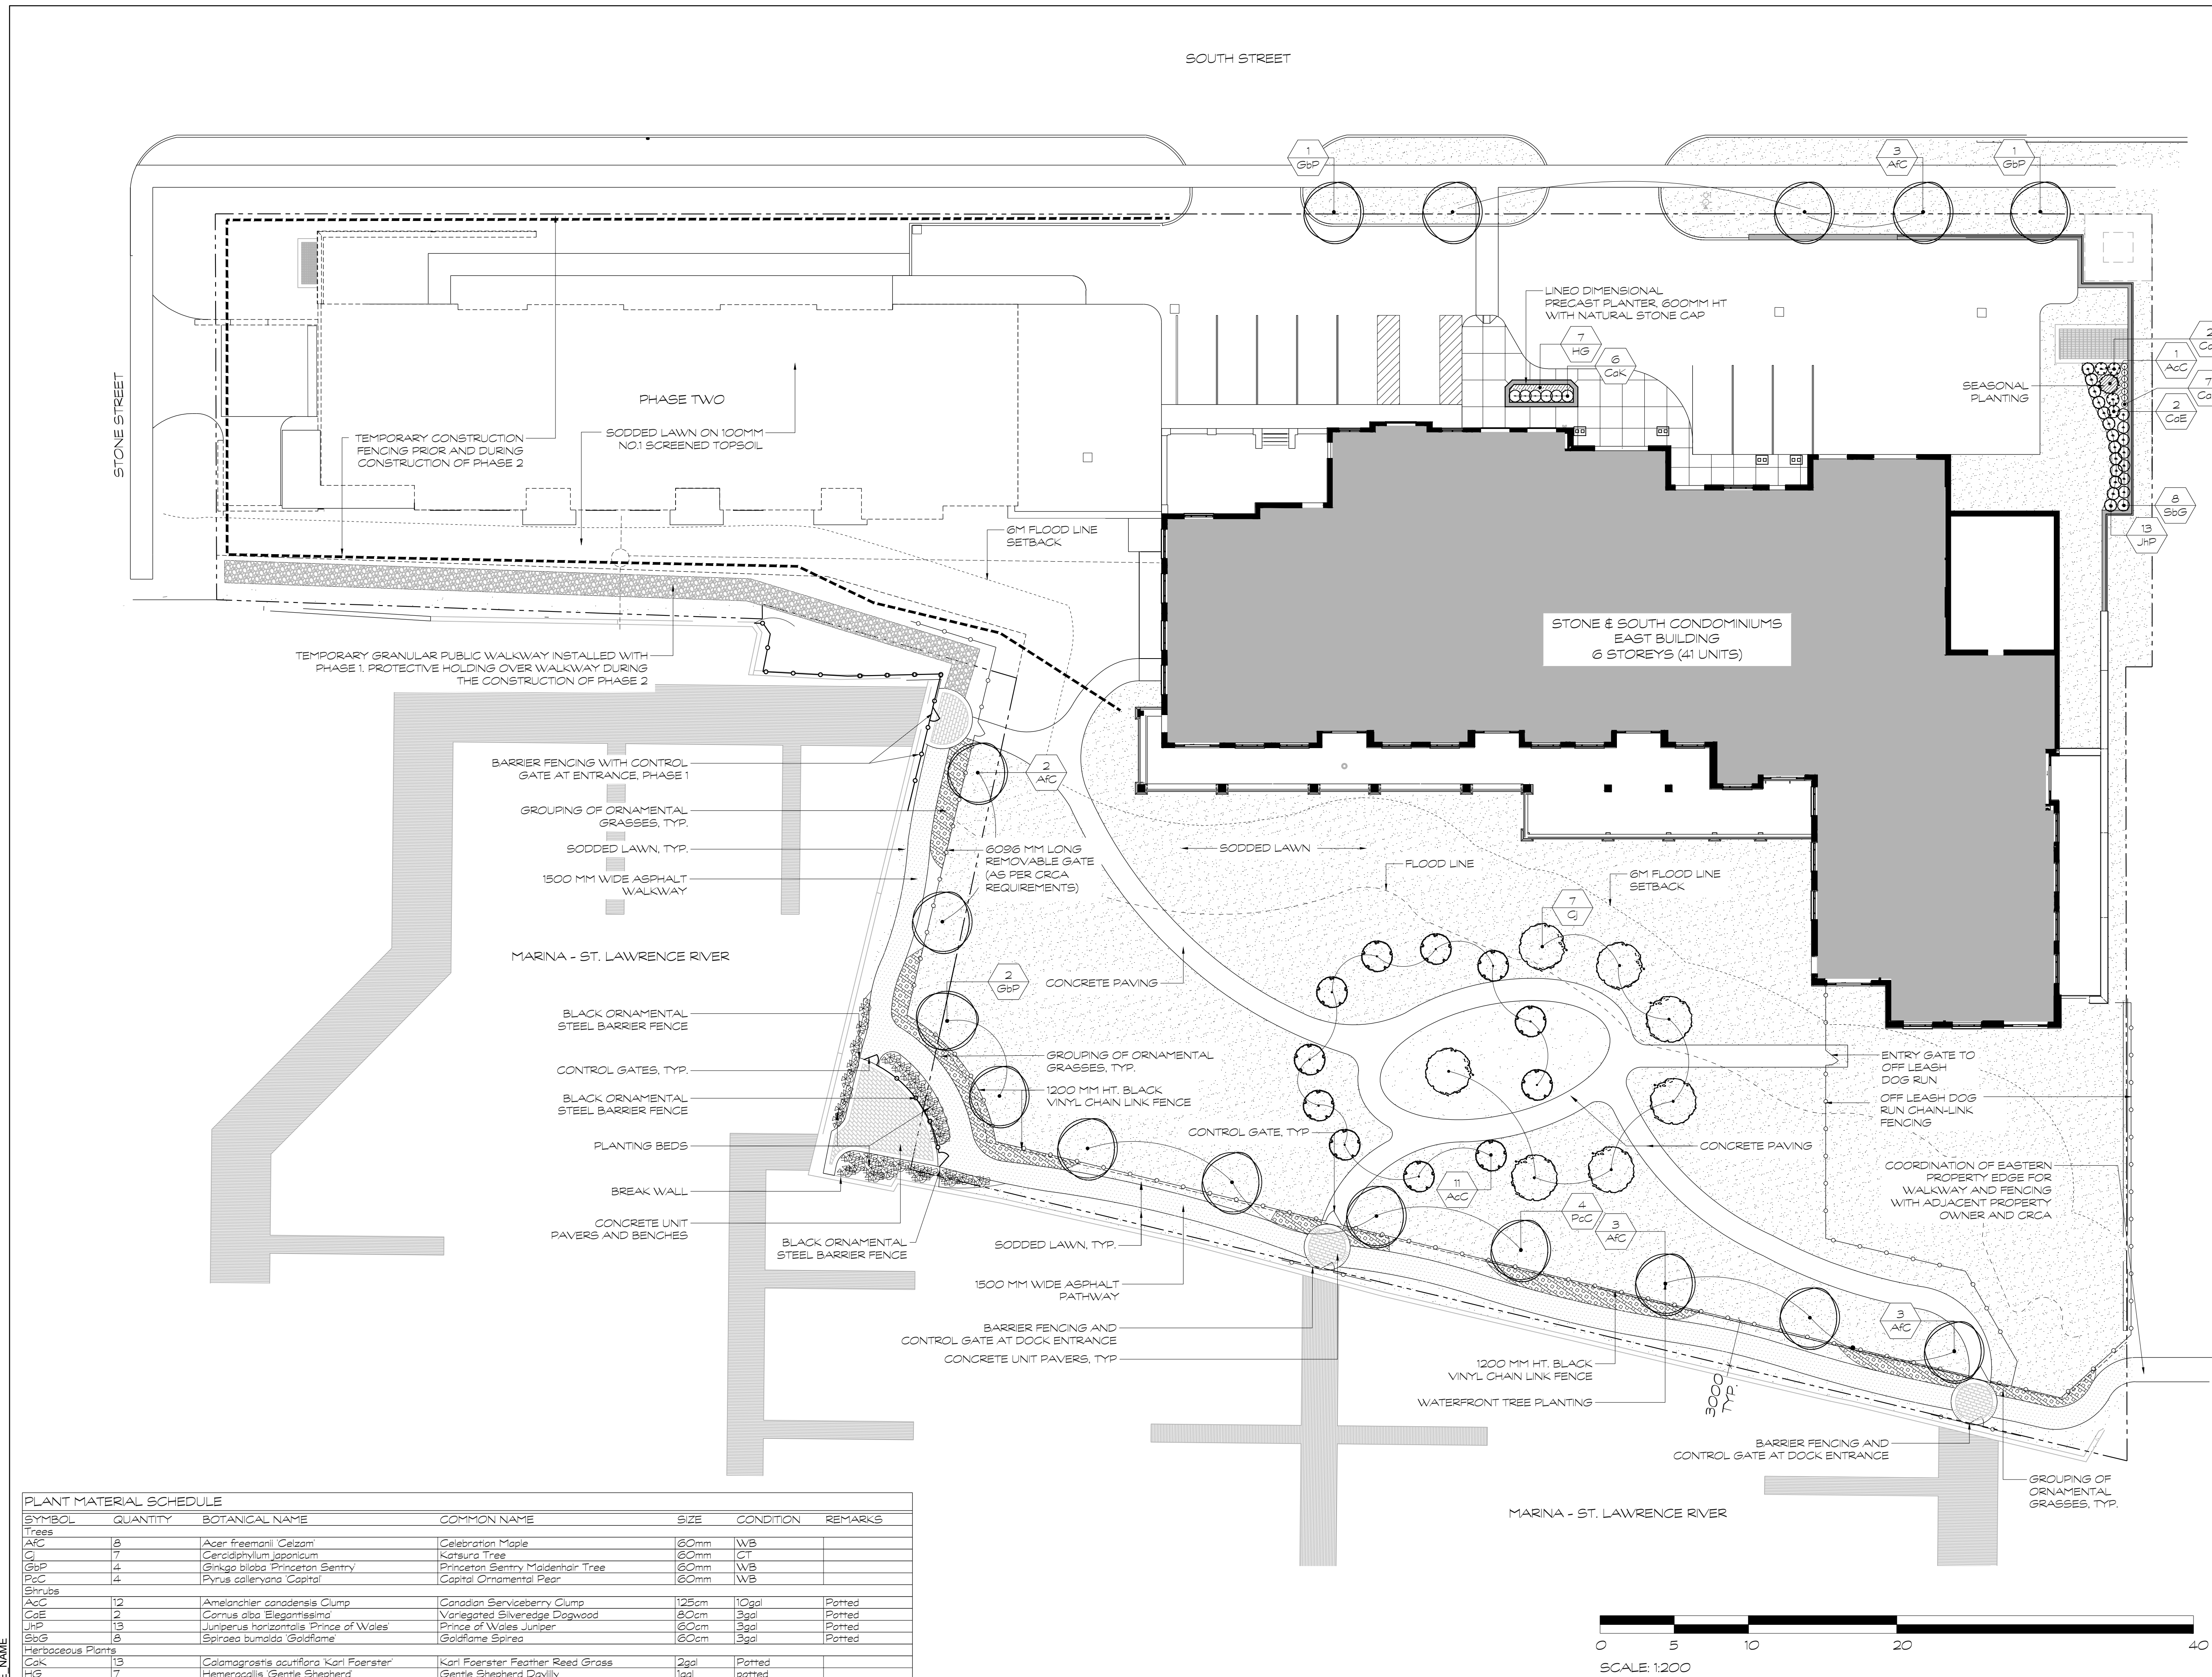 SOUTH STREET
1
GbP
3
AfC
1
GbP
LINEO DIMENSIONAL
PRECAST PLANTER, 600MM HT
WITH NATURAL STONE CAP
7
HG
6
CaK
2
1
AcC
7
SEASONAL
PLANTING
2
CaE
STONE STREET
PHASE TWO
TEMPORARY CONSTRUCTION
FENCING PRIOR AND DURING
CONSTRUCTION OF PHASE 2
SODDED LAWN ON 100MM
NO.1 SCREENED TOPSOIL
8
SbG
13
JhP
6M FLOOD LINE
SETBACK
STONE & SOUTH CONDOMINIUMS
EAST BUILDING
6 STOREYS (41 UNITS)
TEMPORARY GRANULAR PUBLIC WALKWAY INSTALLED WITH
PHASE 1. PROTECTIVE HOLDING OVER WALKWAY DURING
THE CONSTRUCTION OF PHASE 2
BARRIER FENCING WITH CONTROL
GATE AT ENTRANCE, PHASE 1
2
AfC
GROUPING OF ORNAMENTAL
GRASSES, TYP.
SODDED LAWN, TYP.
1500 MM WIDE ASPHALT
WALKWAY
6096 MM LONG
REMOVABLE GATE
(AS PER CRCA
REQUIREMENTS)
SODDED LAWN
FLOOD LINE
6M FLOOD LINE
SETBACK
7
Cj
MARINA - ST. LAWRENCE RIVER
2
GbP
CONCRETE PAVING
BLACK ORNAMENTAL
STEEL BARRIER FENCE
GROUPING OF ORNAMENTAL
GRASSES, TYP.
CONTROL GATES, TYP.
1200 MM HT. BLACK
VINYL CHAIN LINK FENCE
BLACK ORNAMENTAL
STEEL BARRIER FENCE
ENTRY GATE TO
OFF LEASH
DOG RUN
OFF LEASH DOG
RUN CHAIN-LINK
FENCING
CONTROL GATE, TYP
PLANTING BEDS
CONCRETE PAVING
BREAK WALL
11
AcC
COORDINATION OF EASTERN
PROPERTY EDGE FOR
WALKWAY AND FENCING
WITH ADJACENT PROPERTY
OWNER AND CRCA
CONCRETE UNIT
PAVERS AND BENCHES
4
PcC
3
AfC
BLACK ORNAMENTAL
STEEL BARRIER FENCE
SODDED LAWN, TYP.
1500 MM WIDE ASPHALT
PATHWAY
BARRIER FENCING AND
CONTROL GATE AT DOCK ENTRANCE
CONCRETE UNIT PAVERS, TYP
3
AfC
1200 MM HT. BLACK
VINYL CHAIN LINK FENCE
WATERFRONT TREE PLANTING
3000
TYP.
BARRIER FENCING AND
CONTROL GATE AT DOCK ENTRANCE
GROUPING OF
ORNAMENTAL
GRASSES, TYP.
MARINA - ST. LAWRENCE RIVER
PLANT MATERIAL SCHEDULE
SYMBOL QUANTITY BOTANICAL NAME COMMON NAME SIZE CONDITION REMARKS
Trees
AfC 8 Acer freemanii 'Celzam' Celebration Maple 60mm WB
Cj 7 Cercidiphyllum japonicum Katsura Tree 60mm CT
GbP 4 Ginkgo biloba 'Princeton Sentry' Princeton Sentry Maidenhair Tree 60mm WB
PcC 4 Pyrus calleryana 'Capital' Capital Ornamental Pear 60mm WB
Shrubs
AcC 12 Amelanchier canadensis Clump Canadian Serviceberry Clump 125cm 10gal Potted
CaE 2 Cornus alba 'Elegantissima' Variegated Silveredge Dogwood 80cm 3gal Potted
JhP 13 Juniperus horizontalis 'Prince of Wales' Prince of Wales Juniper 60cm 3gal Potted
SbG 8 Spiraea bumalda 'Goldflame' Goldflame Spirea 60cm 3gal Potted
Herbaceous Plants
CaK 13 Calamagrostis acutiflora 'Karl Foerster' Karl Foerster Feather Reed Grass 2gal Potted
HG 7 Hemerocallis 'Gentle Shepherd' Gentle Shepherd Daylily 1gal potted
0 5 10 20 40
SCALE: 1:200
NAME